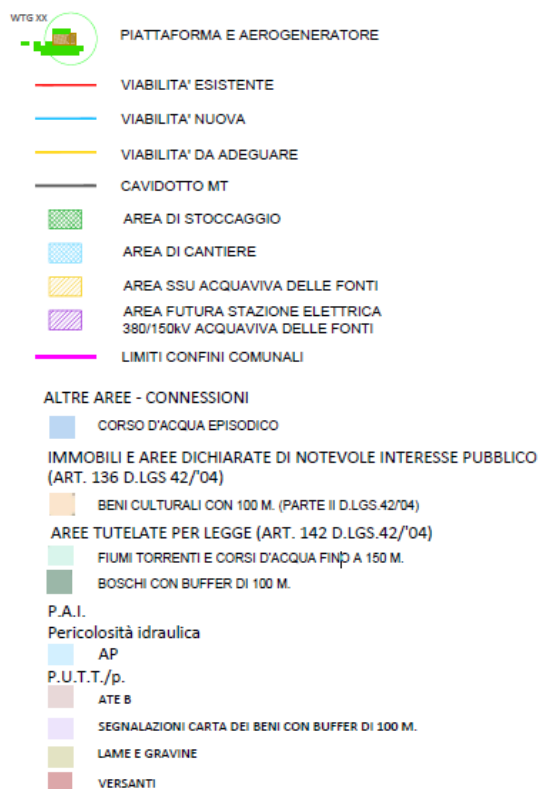 WTG XX
PIATTAFORMA E AEROGENERATORE
VIABILITA' ESISTENTE
VIABILITA' NUOVA
VIABILITA' DA ADEGUARE
CAVIDOTTO MT
AREA DI STOCCAGGIO
AREA DI CANTIERE
AREA SSU ACQUAVIVA DELLE FONTI
AREA FUTURA STAZIONE ELETTRICA
380/150kV ACQUAVIVA DELLE FONTI
LIMITI CONFINI COMUNALI
ALTRE AREE - CONNESSIONI
CORSO D'ACQUA EPISODICO
IMMOBILI E AREE DICHIARATE DI NOTEVOLE INTERESSE PUBBLICO
(ART. 136 D.LGS 42/'04)
BENI CULTURALI CON 100 M. (PARTE II D.LGS.42/04)
AREE TUTELATE PER LEGGE (ART. 142 D.LGS.42/'04)
FIUMI TORRENTI E CORSI D'ACQUA FINO A 150 M.
BOSCHI CON BUFFER DI 100 M.
P.A.I.
Pericolosità idraulica
AP
P.U.T.T./p.
ATE B
SEGNALAZIONI CARTA DEI BENI CON BUFFER DI 100 M.
LAME E GRAVINE
VERSANTI